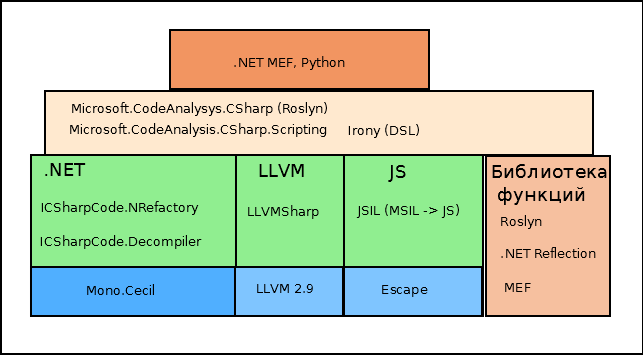 .NET MEF, Python
Microsoft.CodeAnalysys.CSharp (Roslyn)
Microsoft.CodeAnalysis.CSharp.Scripting Irony (DSL)
.NET
ICSharpCode.NRefactory
ICSharpCode.Decompiler
Mono.Cecil
LLVM
LLVMSharp
LLVM 2.9
JS
JSIL (MSIL -> JS)
Escape
Библиотека
функций
Roslyn
.NET Reflection
MEF